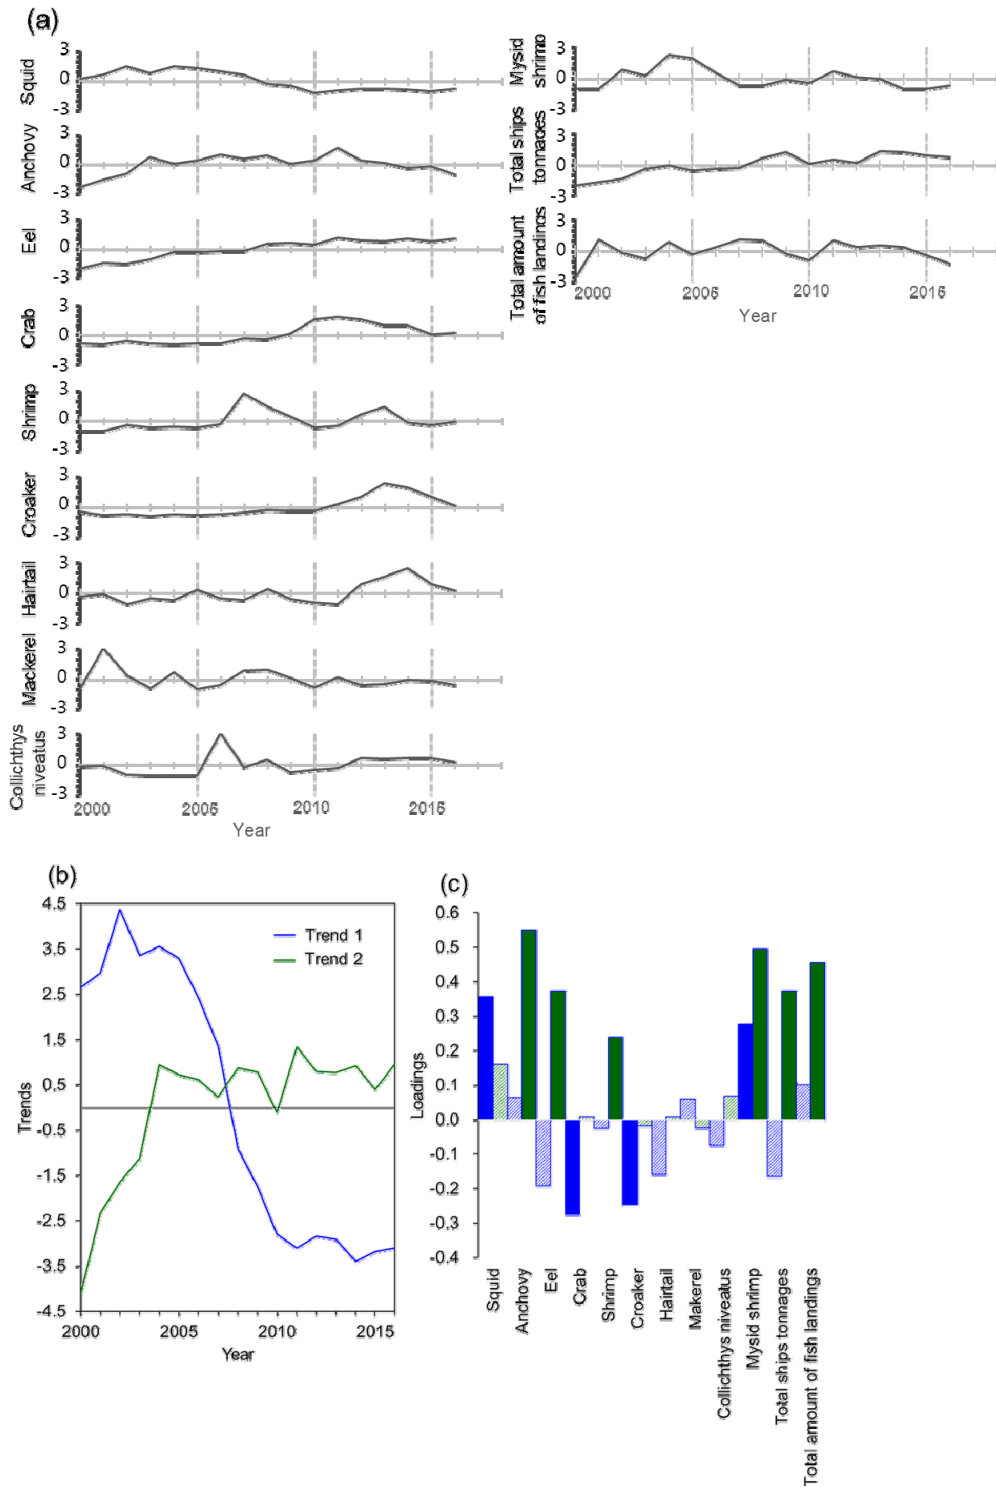 (a)
Squid
3
0
-3
Anchovy
3
0
-3
Eel
3
0
-3
Crab
3
0
-3
Shrimp
3
0
-3
Croaker
3
0
-3
Hairtail
3
0
-3
Mackerel
3
0
-3
Collichthys
niveatus
3
0
-3
2000 2005 2010 2015
Year
Mysid
shrimp
3
0
-3
Total ships
tonnages
3
0
-3
Total amount
of fish landings
3
0
-3
2000 2005 2010 2015
Year
(b)
Trends
4.5
3.5
2.5
1.5
0.5
-0.5
-1.5
-2.5
-3.5
-4.5
Trend 1
Trend 2
2000 2005 2010 2015
Year
(c)
Loadings
0.6
0.5
0.4
0.3
0.2
0.1
0.0
-0.1
-0.2
-0.3
-0.4
Squid
Anchovy
Eel
Crab
Shrimp
Croaker
Hairtail
Makerel
Collichthys niveatus
Mysid shrimp
Total ships tonnages
Total amount of fish landings